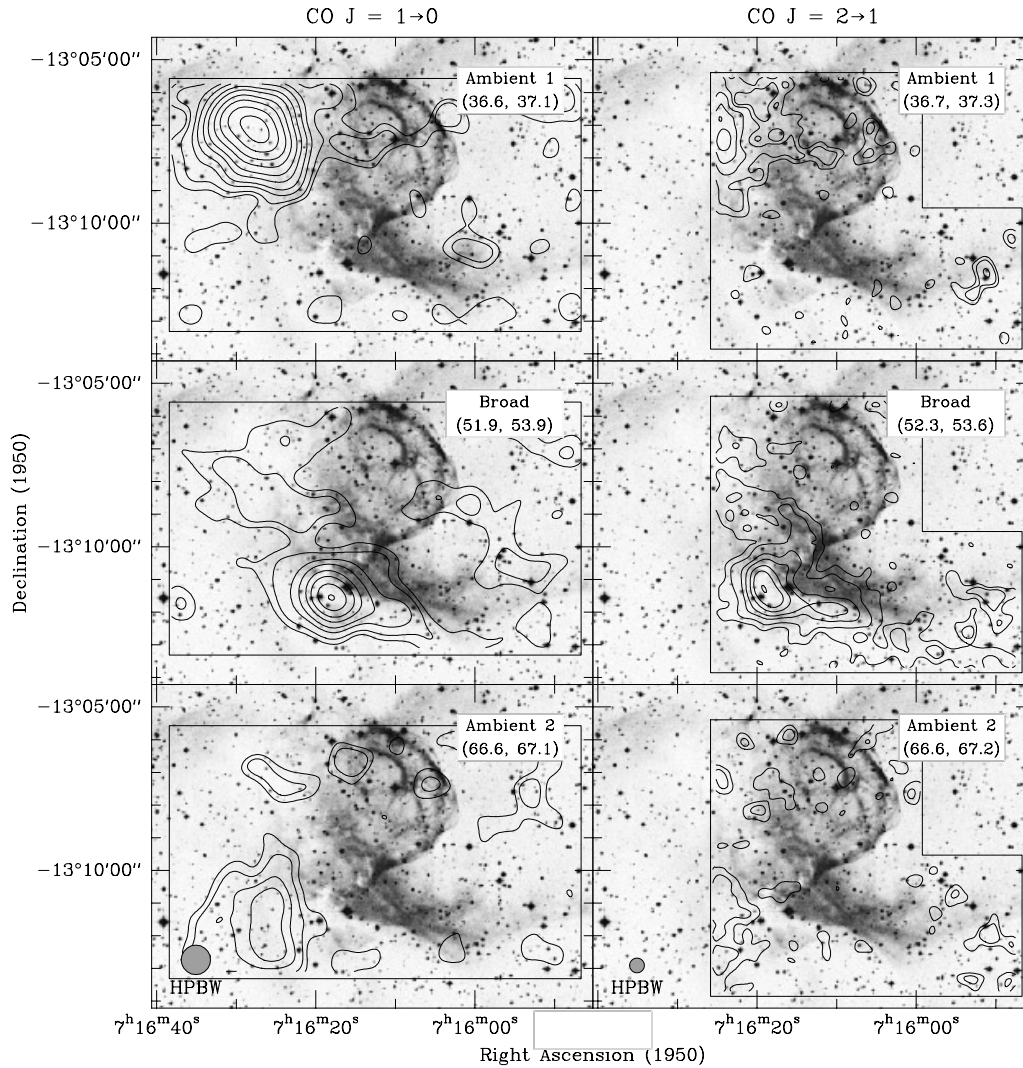 CO J = 1→0 CO J = 2→1
−13°05′00″
Ambient 1
(36.6, 37.1)
Ambient 1
(36.7, 37.3)
−13°10′00″
−13°05′00″
Broad
(51.9, 53.9)
Broad
(52.3, 53.6)
Declination (1950)
−13°10′00″
−13°05′00″
Ambient 2
(66.6, 67.1)
Ambient 2
(66.6, 67.2)
−13°10′00″
HPBW HPBW
7ʰ16ᵐ40ˢ 7ʰ16ᵐ20ˢ 7ʰ16ᵐ00ˢ 7ʰ16ᵐ20ˢ 7ʰ16ᵐ00ˢ
Right Ascension (1950)